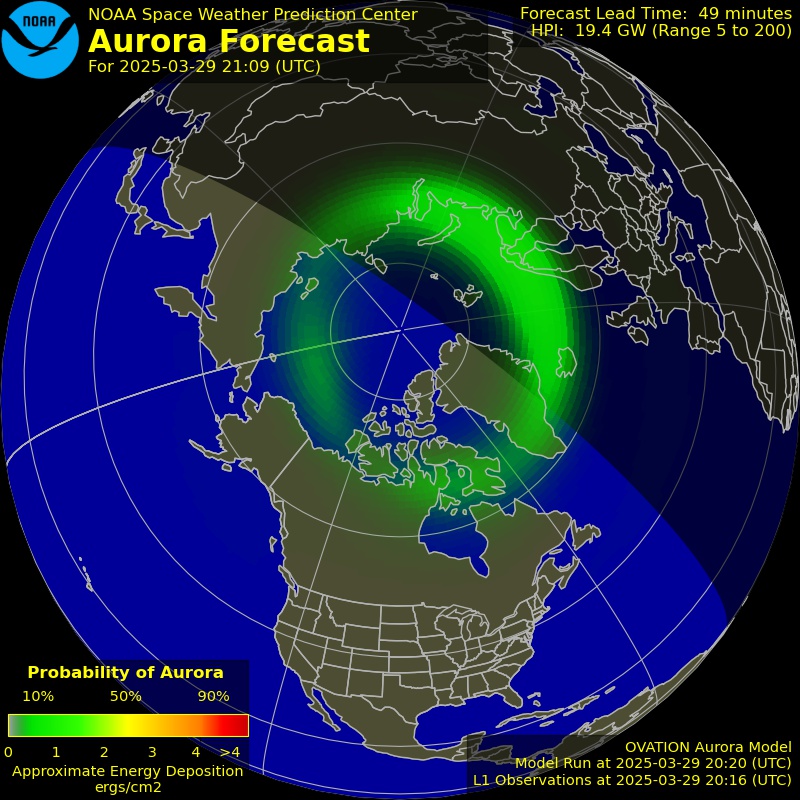 NOAA
NOAA Space Weather Prediction Center
Aurora Forecast
For 2025-03-29 21:09 (UTC)
Forecast Lead Time: 49 minutes
HPI: 19.4 GW (Range 5 to 200)
Probability of Aurora
10% 50% 90%
0 1 2 3 4 >4
Approximate Energy Deposition
ergs/cm2
OVATION Aurora Model
Model Run at 2025-03-29 20:20 (UTC)
L1 Observations at 2025-03-29 20:16 (UTC)